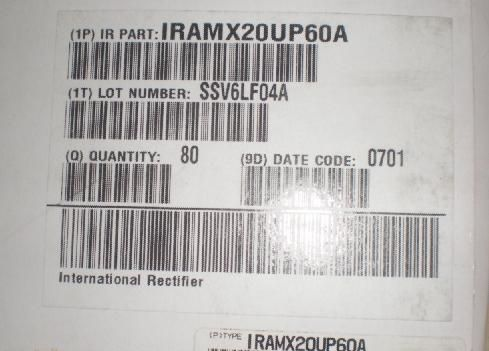 (1P) IR PART: IRAMX20UP60A
(1T) LOT NUMBER: SSV6LF04A
(Q) QUANTITY: 80 (9D) DATE CODE: 0701
International Rectifier
(P)TYPE IRAMX20UP60A